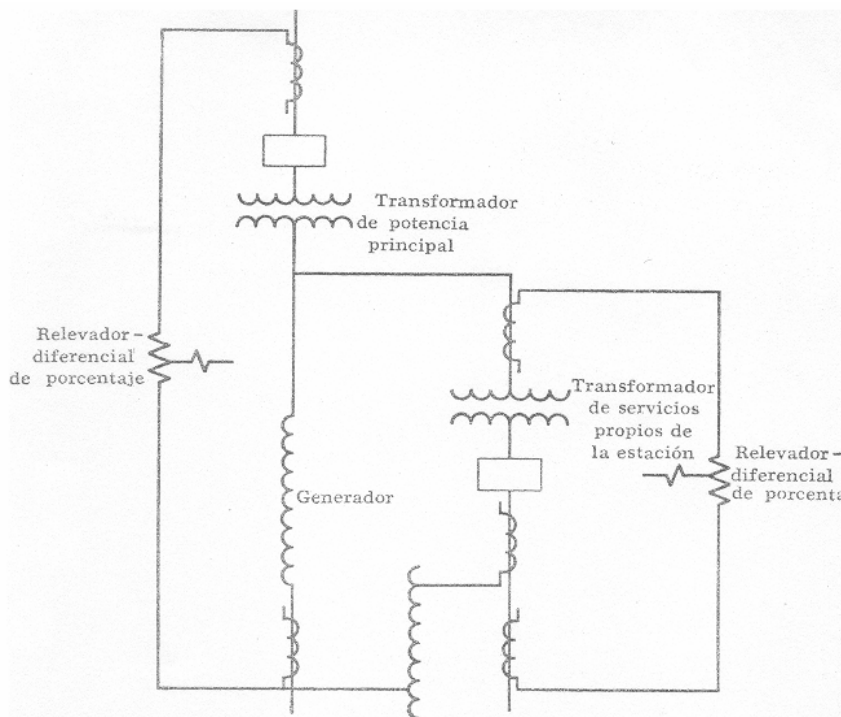 Transformador
de potencia
principal
Relevador-
diferencial
de porcentaje
Transformador
de servicios
propios de
la estación
Relevador-
diferencial
de porcenta
Generador